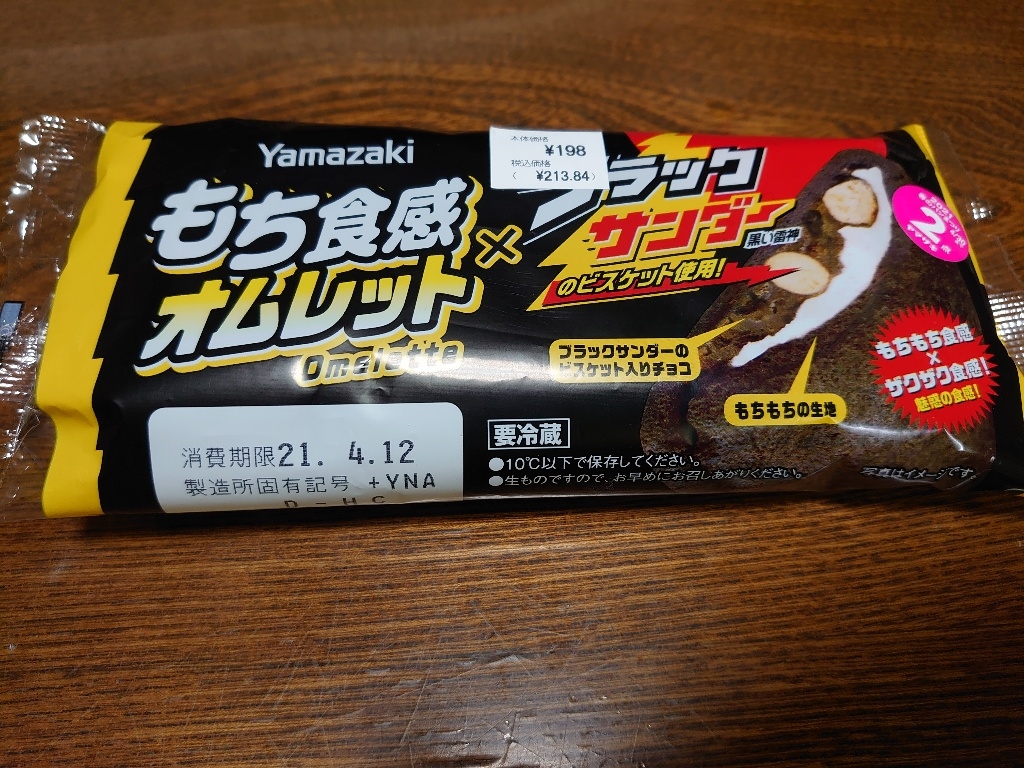 Yamazaki
もち食感
オムレット
Omelette
×
本体価格
¥198
税込価格
( ¥213.84)
ブラック
サンダー
黒い雷神
のビスケット使用!
2021
2
点
ブラックサンダーの
ビスケット入りチョコ
もちもちの生地
もちもち食感
×
ザクザク食感!
魅惑の食感!
要冷蔵
●10℃以下で保存してください。
●生ものですので、お早めにお召しあがりください。
写真はイメージです。
消費期限21. 4.12
製造所固有記号 +YNA